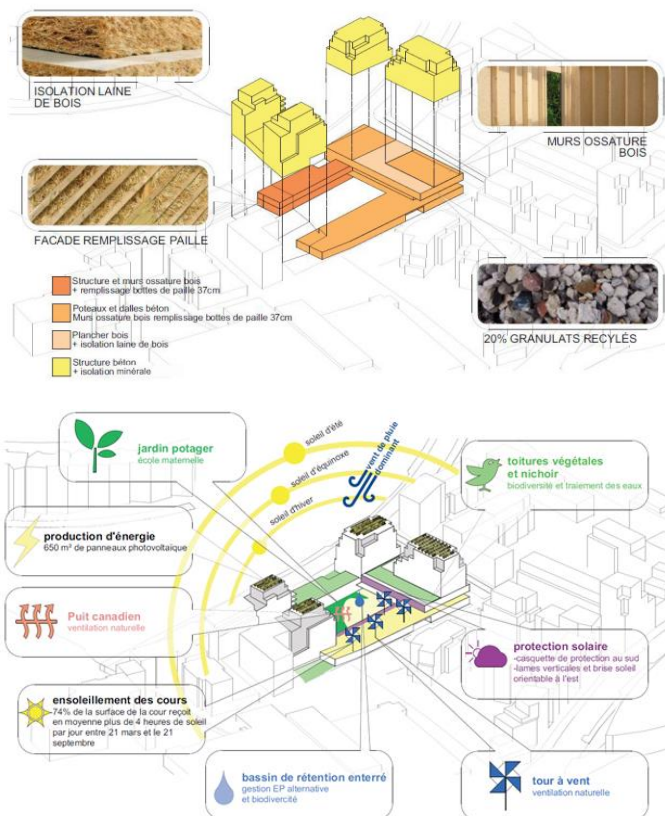 ISOLATION LAINE
DE BOIS
MURS OSSATURE
BOIS
FACADE REMPLISSAGE PAILLE
Structure et murs ossature bois
+ remplissage bottes de paille 37cm
Poteaux et dalles béton
Murs ossature bois remplissage bottes de paille 37cm
Plancher bois
+ isolation laine de bois
Structure béton
+ isolation minérale
20% GRANULATS RECYLÉS
jardin potager
école maternelle
soleil d'été
soleil d'équinoxe
soleil d'hiver
vent de pluie
dominant
toitures végétales
et nichoir
biodiversité et traiement des eaux
production d'énergie
650 m² de panneaux photovoltaique
Puit canadien
ventilation naturelle
protection solaire
-casquette de protection au sud
-lames verticales et brise soleil
orientable à l'est
ensoleillement des cours
74% de la surface de la cour reçoit
en moyenne plus de 4 heures de soleil
par jour entre 21 mars et le 21
septembre
bassin de rétention enterré
gestion EP alternative
et biodivercité
tour à vent
ventilation naturelle